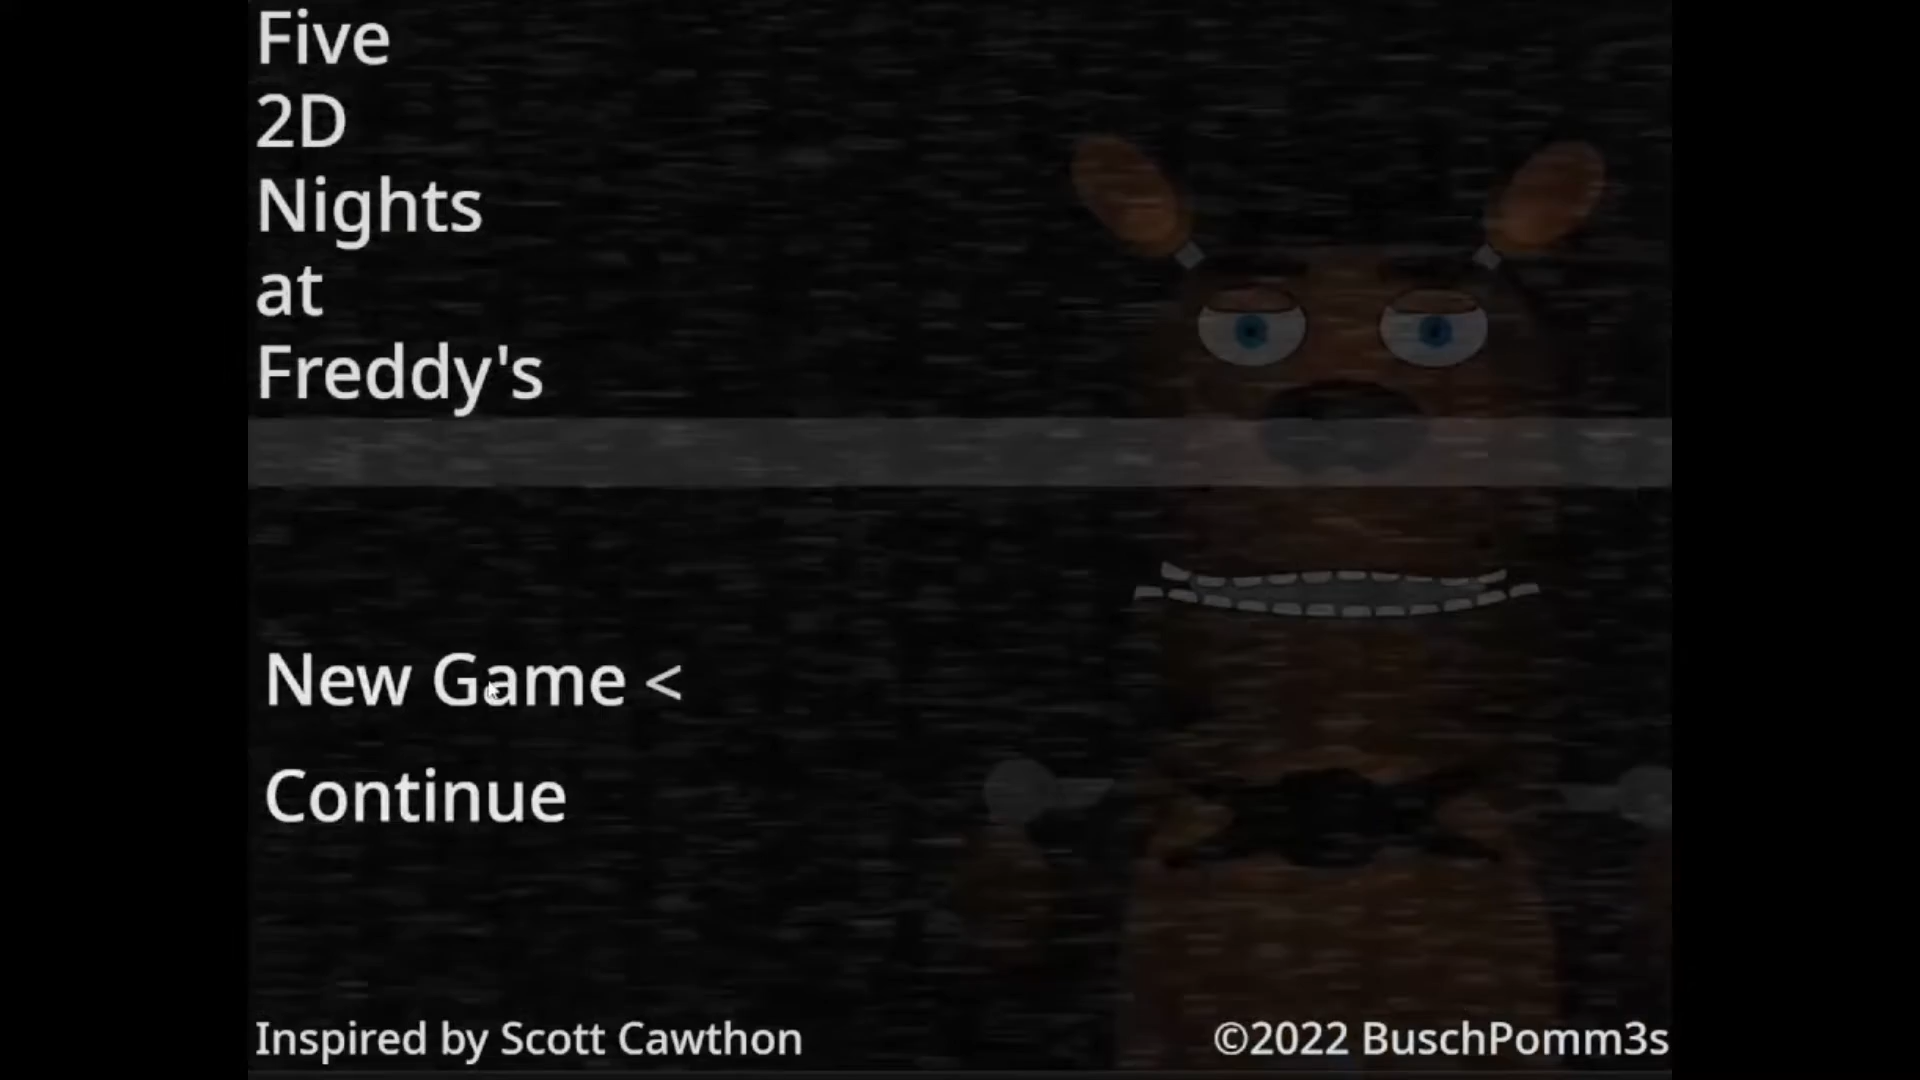 Five
2D
Nights
at
Freddy's
New Game <
Continue
Inspired by Scott Cawthon
©2022 BuschPomm3s